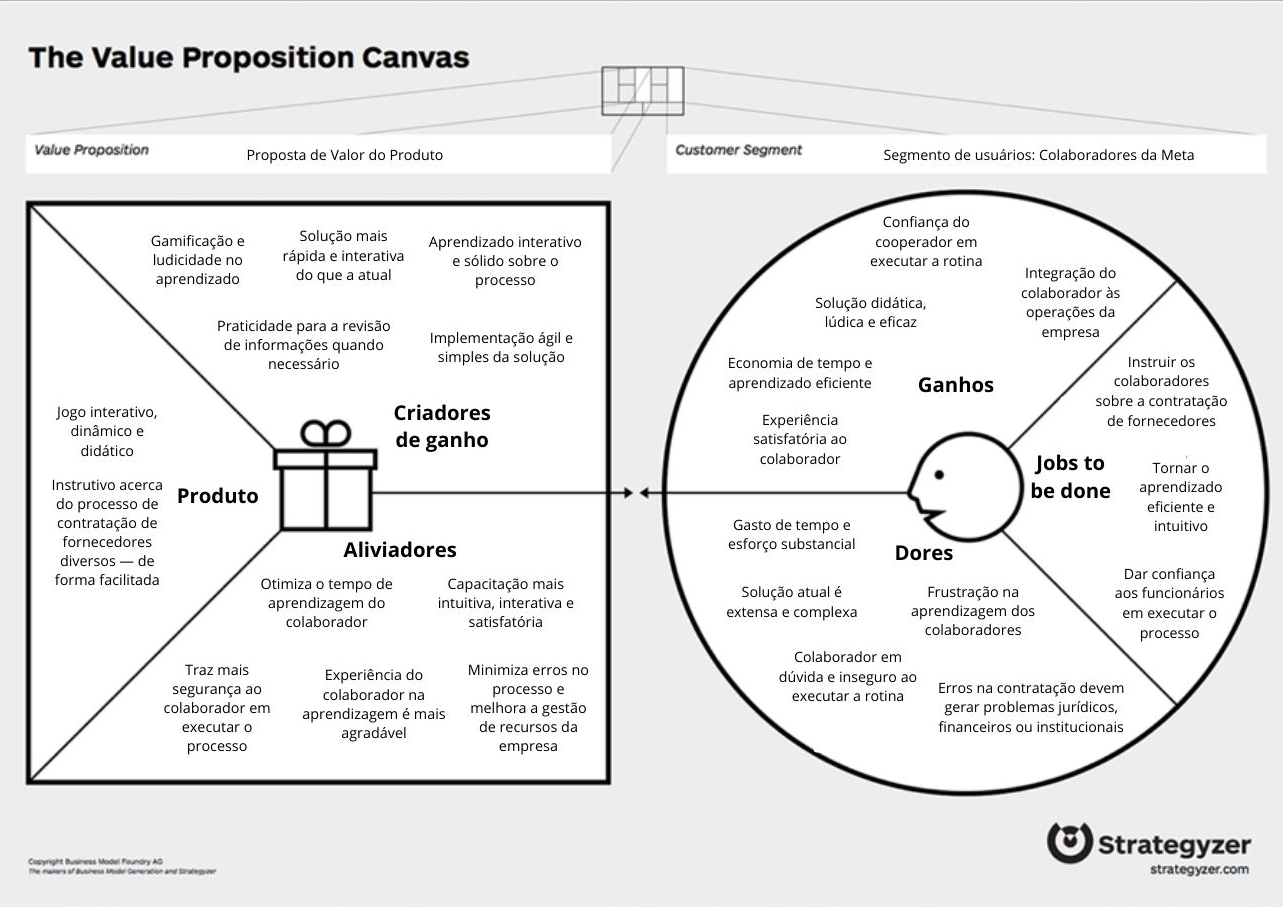 The Value Proposition Canvas
Value Proposition
Proposta de Valor do Produto
Customer Segment
Segmento de usuários: Colaboradores da Meta
Gamificação e
ludicidade no
aprendizado
Solução mais
rápida e interativa
do que a atual
Aprendizado interativo
e sólido sobre o
processo
Praticidade para a revisão
de informações quando
necessário
Implementação ágil e
simples da solução
Criadores
de ganho
Jogo interativo,
dinâmico e
didático
Instrutivo acerca
do processo de
contratação de
fornecedores
diversos — de
forma facilitada
Produto
Aliviadores
Otimiza o tempo de
aprendizagem do
colaborador
Capacitação mais
intuitiva, interativa e
satisfatória
Traz mais
segurança ao
colaborador em
executar o
processo
Experiência do
colaborador na
aprendizagem é mais
agradável
Minimiza erros no
processo e
melhora a gestão
de recursos da
empresa
Confiança do
cooperador em
executar a rotina
Integração do
colaborador às
operações da
empresa
Solução didática,
lúdica e eficaz
Economia de tempo e
aprendizado eficiente
Ganhos
Experiência
satisfatória ao
colaborador
Instruir os
colaboradores
sobre a contratação
de fornecedores
Jobs to
be done
Tornar o
aprendizado
eficiente e
intuitivo
Dar confiança
aos funcionários
em executar o
processo
Gasto de tempo e
esforço substancial
Dores
Solução atual é
extensa e complexa
Frustração na
aprendizagem dos
colaboradores
Colaborador em
dúvida e inseguro ao
executar a rotina
Erros na contratação devem
gerar problemas jurídicos,
financeiros ou institucionais
Copyright Business Model Foundry AG
The makers of Business Model Generation and Strategyzer
Strategyzer
strategyzer.com